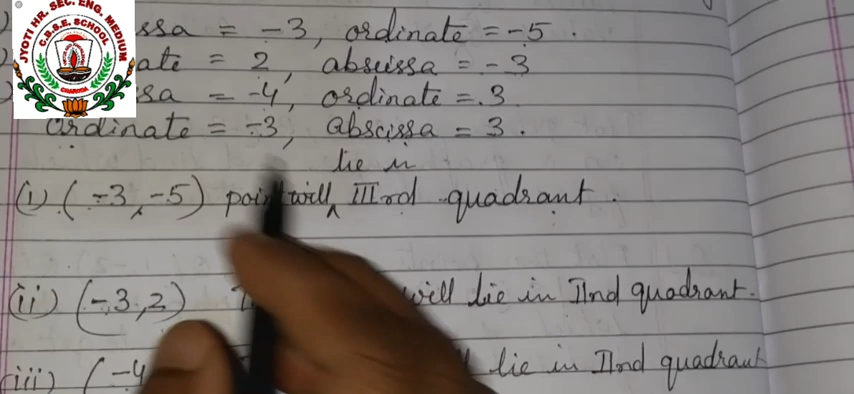 JYOTI HR. SEC. ENG. MEDIUM
C.B.S.E. SCHOOL
ssa = -3, ordinate = -5.
ate = 2, abscissa = -3
sa = -4, ordinate = 3
ordinate = -3, abscissa = 3.
lie in
(i) (-3, -5) point will ^ IIIrd quadrant.
(ii) (-3, 2) will lie in IInd quadrant.
(iii) (-4 lie in IInd quadrant